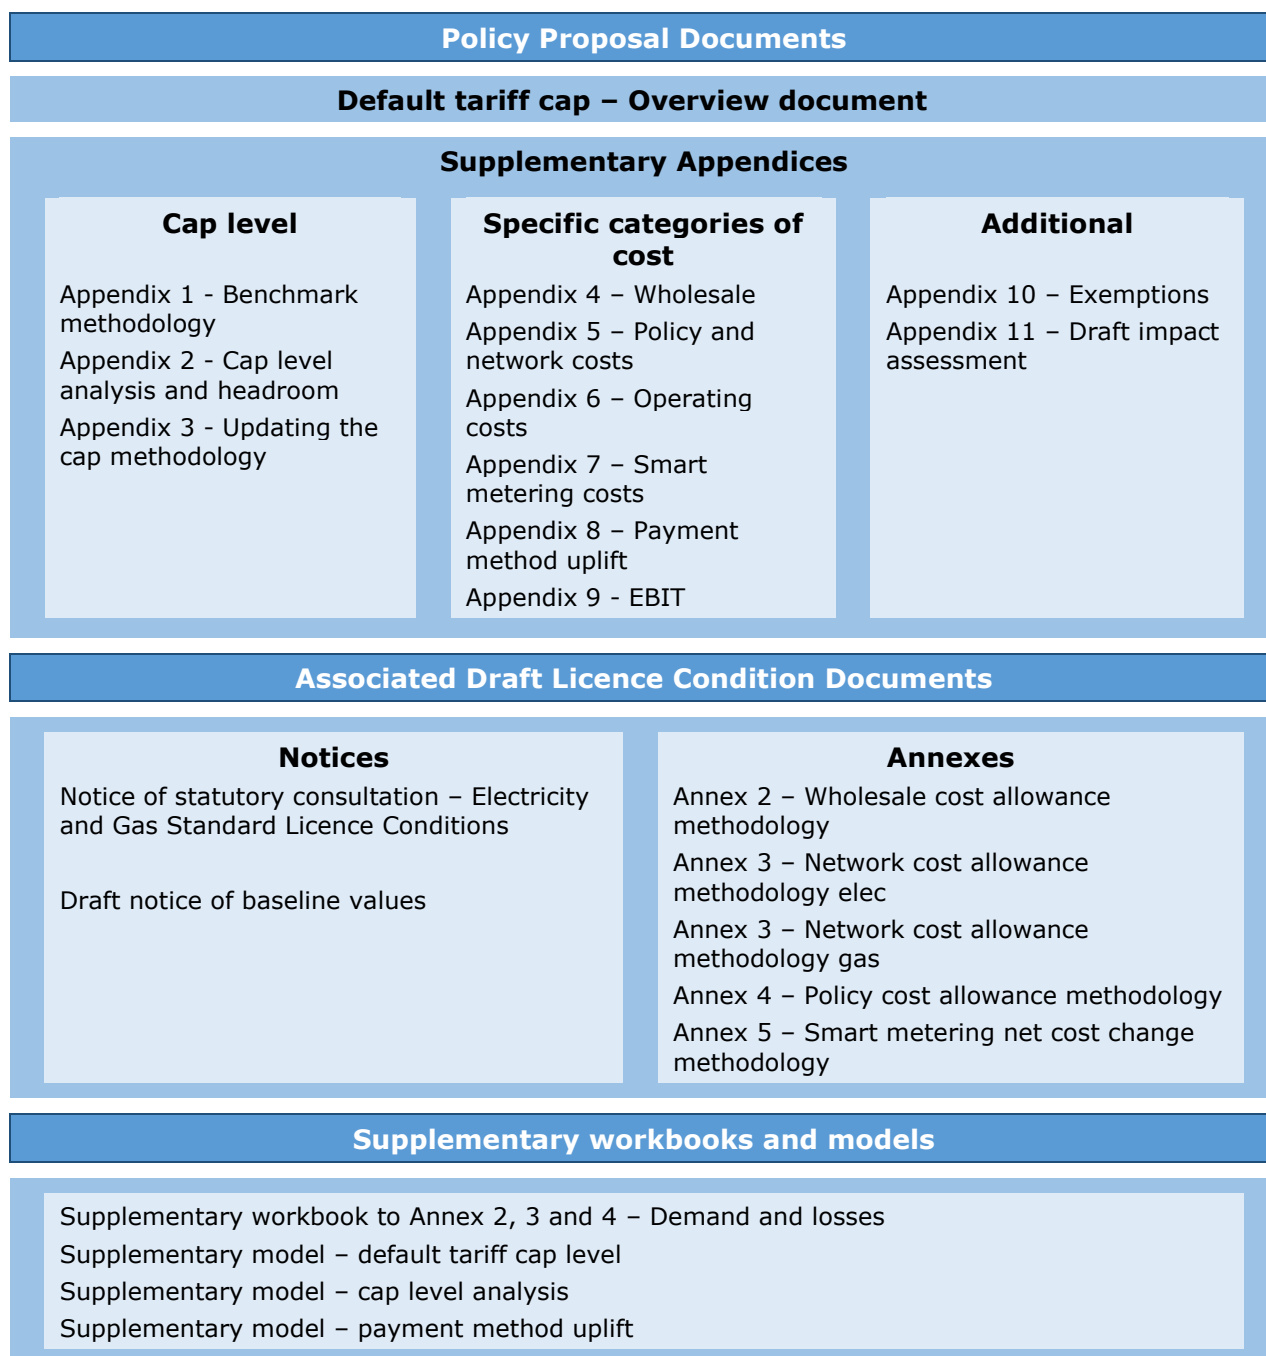 Policy Proposal Documents
Default tariff cap – Overview document
Supplementary Appendices
Cap level
Appendix 1 - Benchmark
methodology
Appendix 2 - Cap level
analysis and headroom
Appendix 3 - Updating the
cap methodology
Specific categories of
cost
Appendix 4 – Wholesale
Appendix 5 – Policy and
network costs
Appendix 6 – Operating
costs
Appendix 7 – Smart
metering costs
Appendix 8 – Payment
method uplift
Appendix 9 - EBIT
Additional
Appendix 10 – Exemptions
Appendix 11 – Draft impact
assessment
Associated Draft Licence Condition Documents
Notices
Notice of statutory consultation – Electricity
and Gas Standard Licence Conditions
Draft notice of baseline values
Annexes
Annex 2 – Wholesale cost allowance
methodology
Annex 3 – Network cost allowance
methodology elec
Annex 3 – Network cost allowance
methodology gas
Annex 4 – Policy cost allowance methodology
Annex 5 – Smart metering net cost change
methodology
Supplementary workbooks and models
Supplementary workbook to Annex 2, 3 and 4 – Demand and losses
Supplementary model – default tariff cap level
Supplementary model – cap level analysis
Supplementary model – payment method uplift